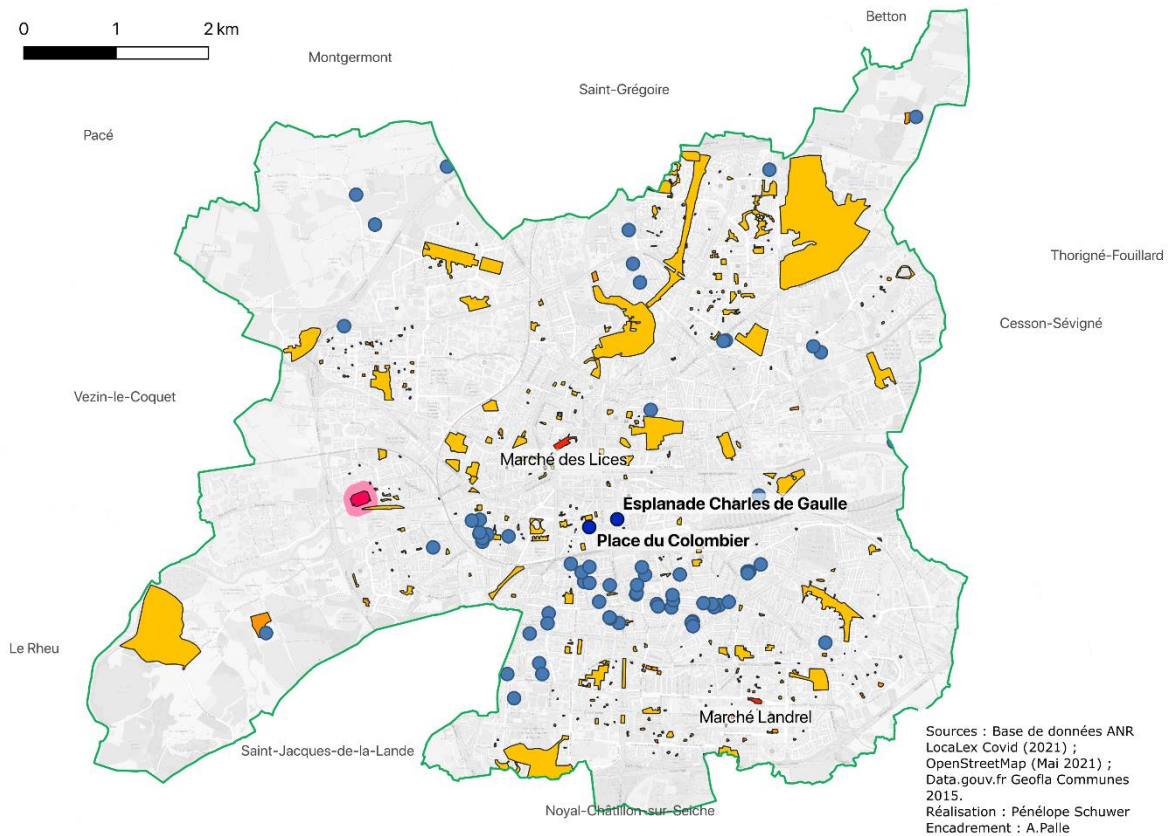 Betton
0 1 2 km
Montgermont
Saint-Grégoire
Pacé
Thorigné-Fouillard
Cesson-Sévigné
Vezin-le-Coquet
Marché des Lices
Esplanade Charles de Gaulle
Place du Colombier
Le Rheu
Marché Landrel
Saint-Jacques-de-la-Lande
Noyal-Châtillon-sur-Seiche
Sources : Base de données ANR
LocaLex Covid (2021) ;
OpenStreetMap (Mai 2021) ;
Data.gouv.fr Geofla Communes
2015.
Réalisation : Pénélope Schuwer
Encadrement : A.Palle